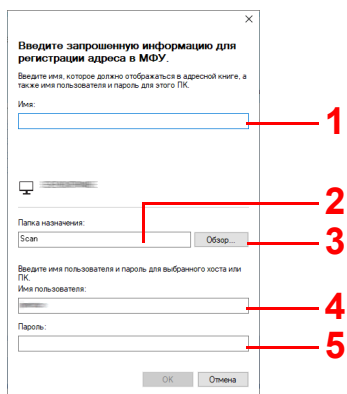 Введите запрошенную информацию для
регистрации адреса в МФУ.
Введите имя, которое должно отображаться в адресной книге, а
также имя пользователя и пароль для этого ПК.
Имя:
1
2
Папка назначения:
Scan
Обзор...
3
Введите имя пользователя и пароль для выбранного хоста или
ПК.
Имя пользователя:
4
Пароль:
5
OK
Отмена